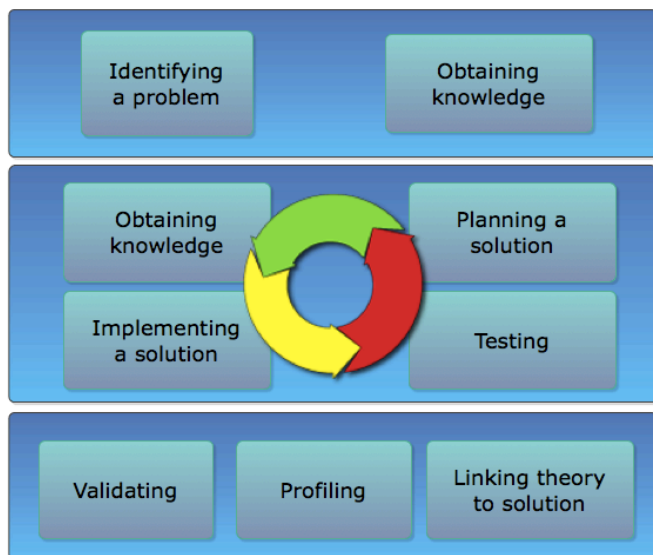 Identifying
a problem
Obtaining
knowledge
Obtaining
knowledge
Planning a
solution
Implementing
a solution
Testing
Validating
Profiling
Linking theory
to solution